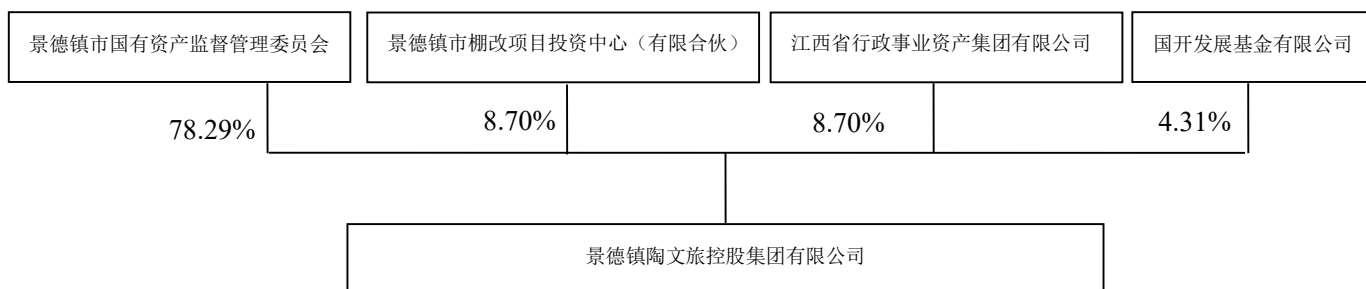 景德镇市国有资产监督管理委员会
景德镇市棚改项目投资中心（有限合伙）
江西省行政事业资产集团有限公司
国开发展基金有限公司
78.29%
8.70%
8.70%
4.31%
景德镇陶文旅控股集团有限公司